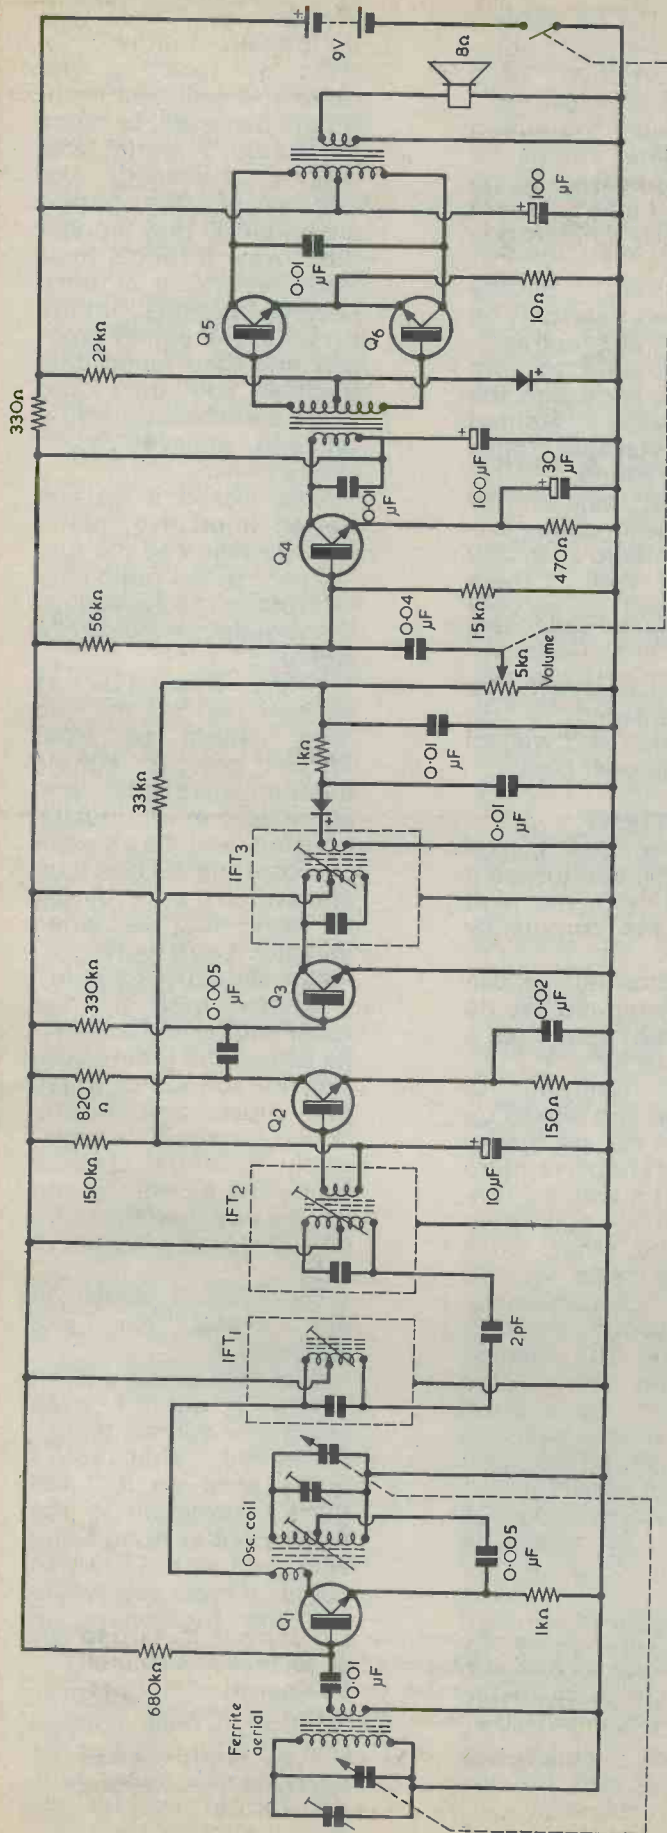 Ferrite
aerial
680kΩ
0·01
μF
Q1
Osc. coil
0·005
μF
1kΩ
IFT1
2pF
IFT2
150kΩ
10μF
820
Ω
Q2
150Ω
0·02
μF
330kΩ
0·005
μF
Q3
IFT3
33kΩ
1kΩ
0·01
μF
0·01
μF
5kΩ
Volume
56kΩ
0·04
μF
15kΩ
Q4
470Ω
30
μF
0·01
μF
100μF
330Ω
22kΩ
Q5
Q6
0·01
μF
10Ω
100
μF
8Ω
9V